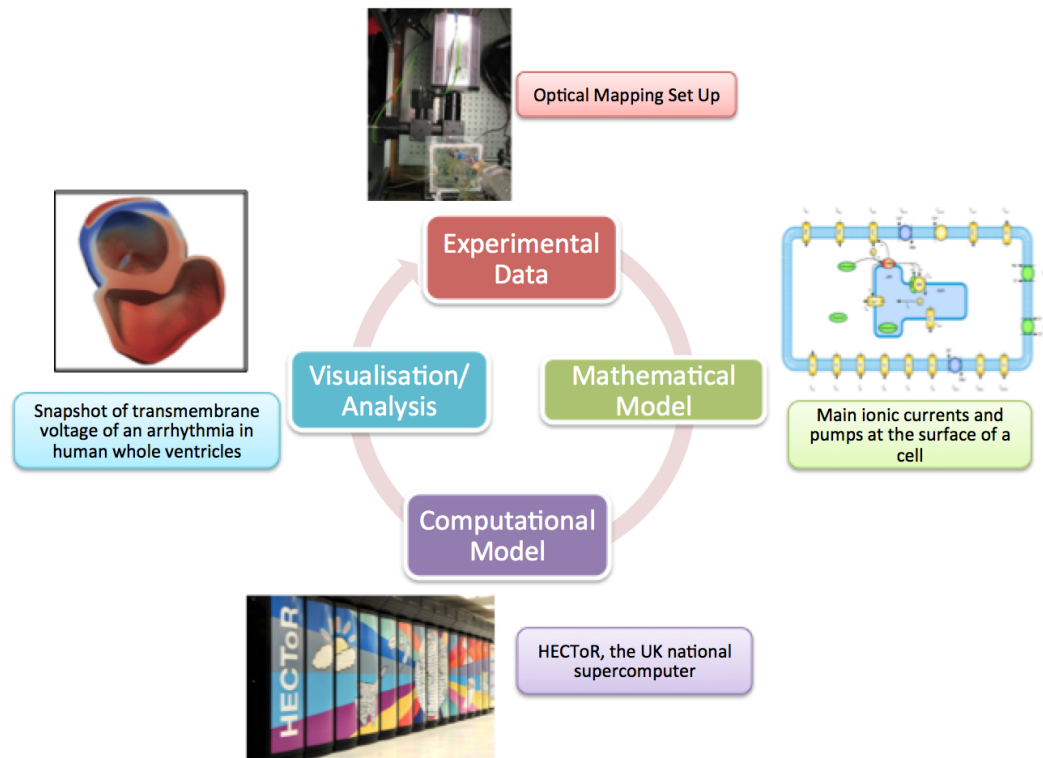 Optical Mapping Set Up
Experimental
Data
Visualisation/
Analysis
Mathematical
Model
Snapshot of transmembrane
voltage of an arrhythmia in
human whole ventricles
Main ionic currents and
pumps at the surface of a
cell
Computational
Model
HECToR
HECToR, the UK national
supercomputer